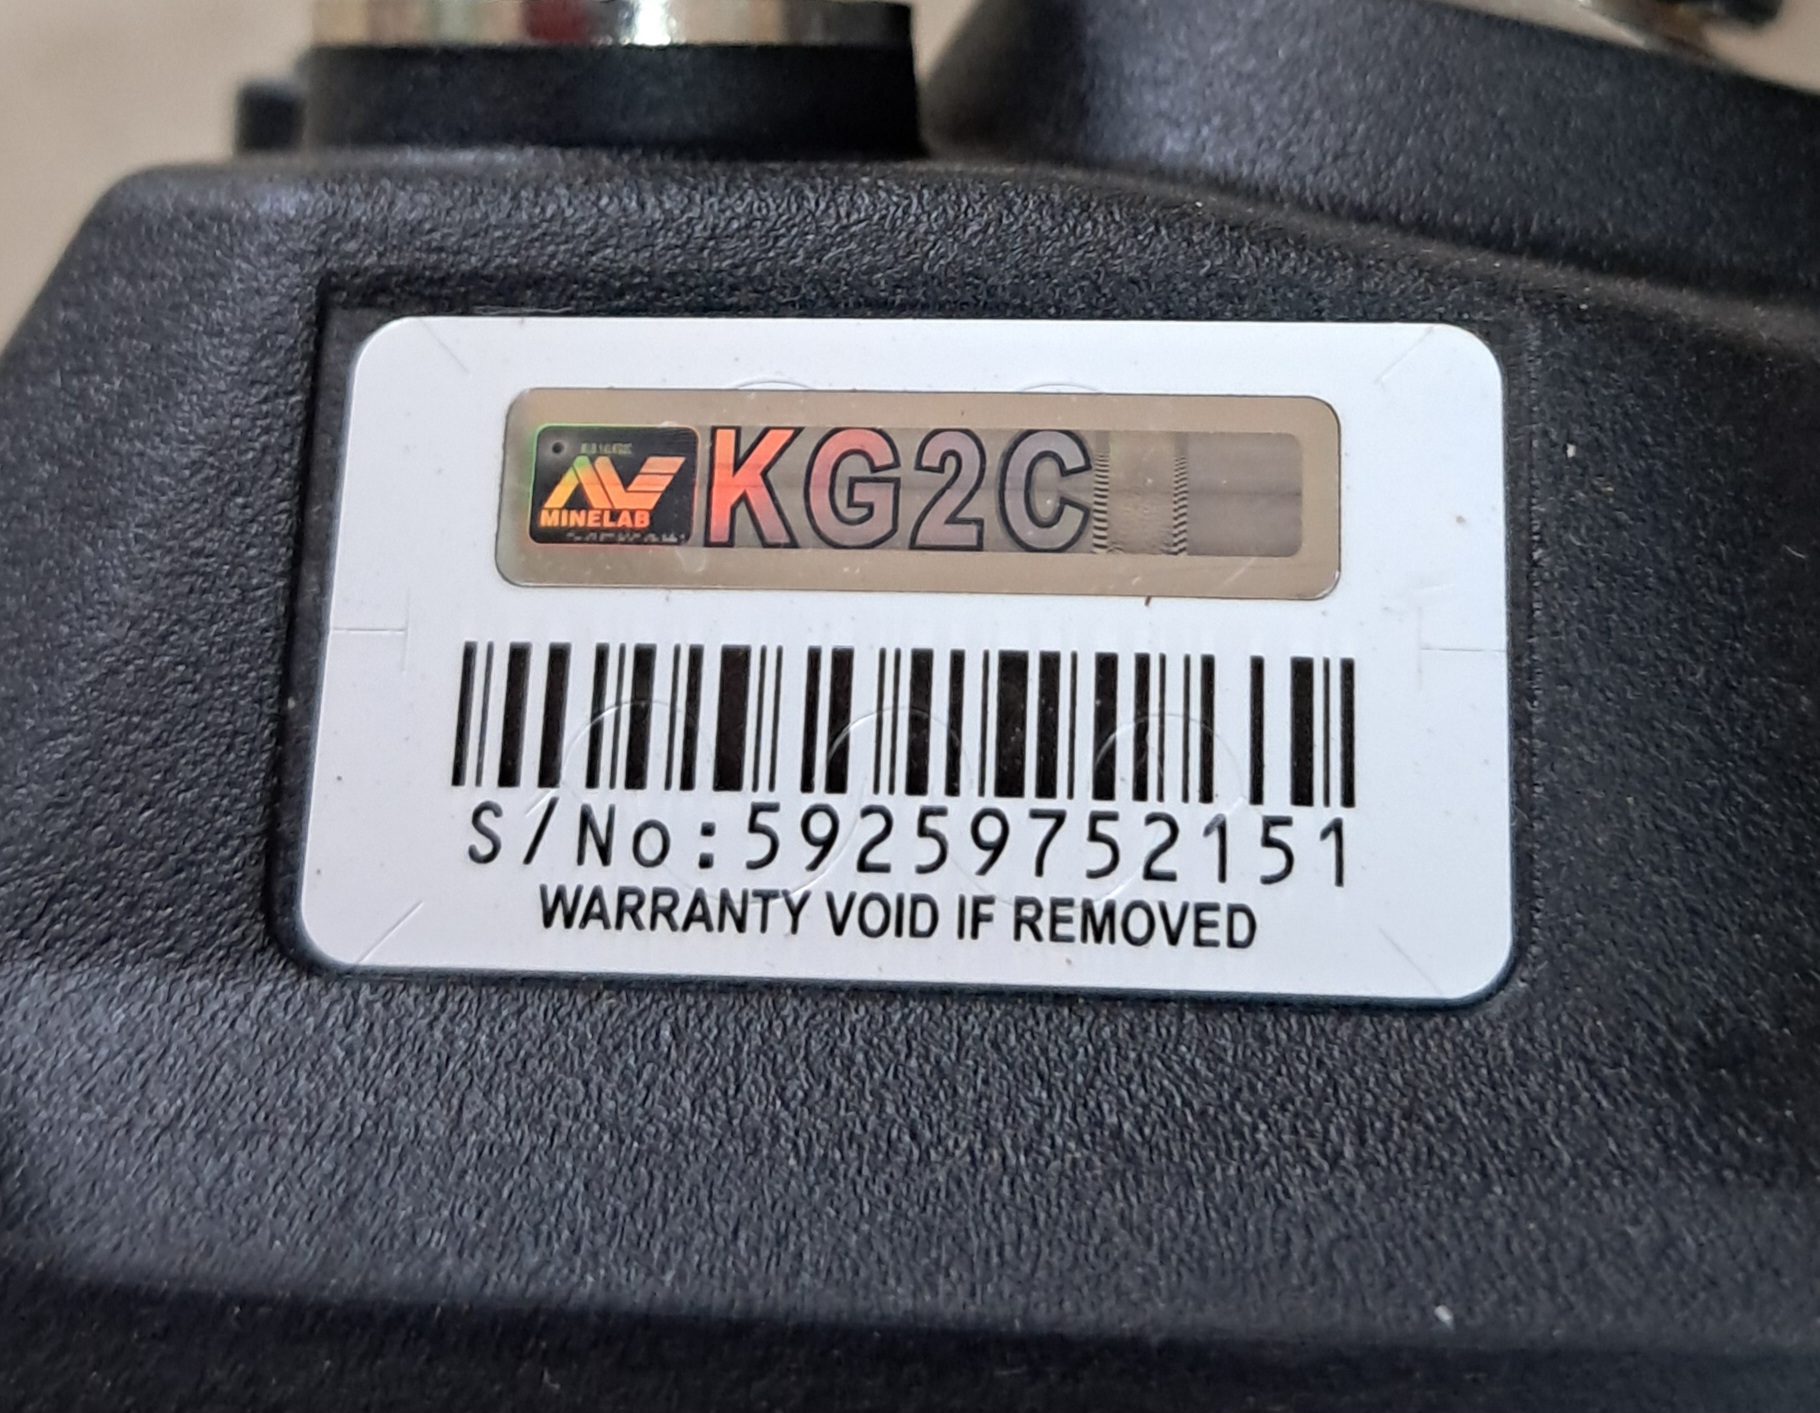 MINELAB
KG2C
S/No:59259752151
WARRANTY VOID IF REMOVED